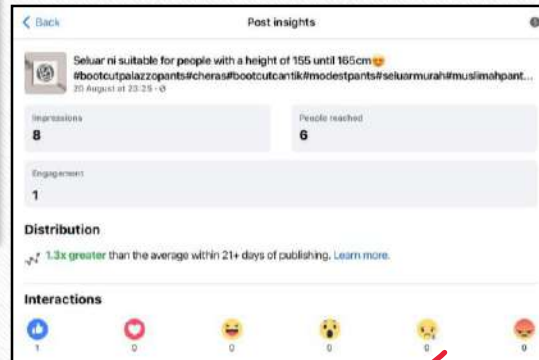 Back
Post insights
Seluar ni suitable for people with a height of 155 until 165cm😍
#bootcutpalazzopants#cheras#bootcutcantik#modestpants#seluarmurah#muslimahpant...
20 August at 23:25 ·
Impressions
8
People reached
6
Engagement
1
Distribution
1.3x greater than the average within 21+ days of publishing. Learn more.
Interactions
1 0 0 0 0 0